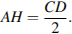 AH = CD/2.